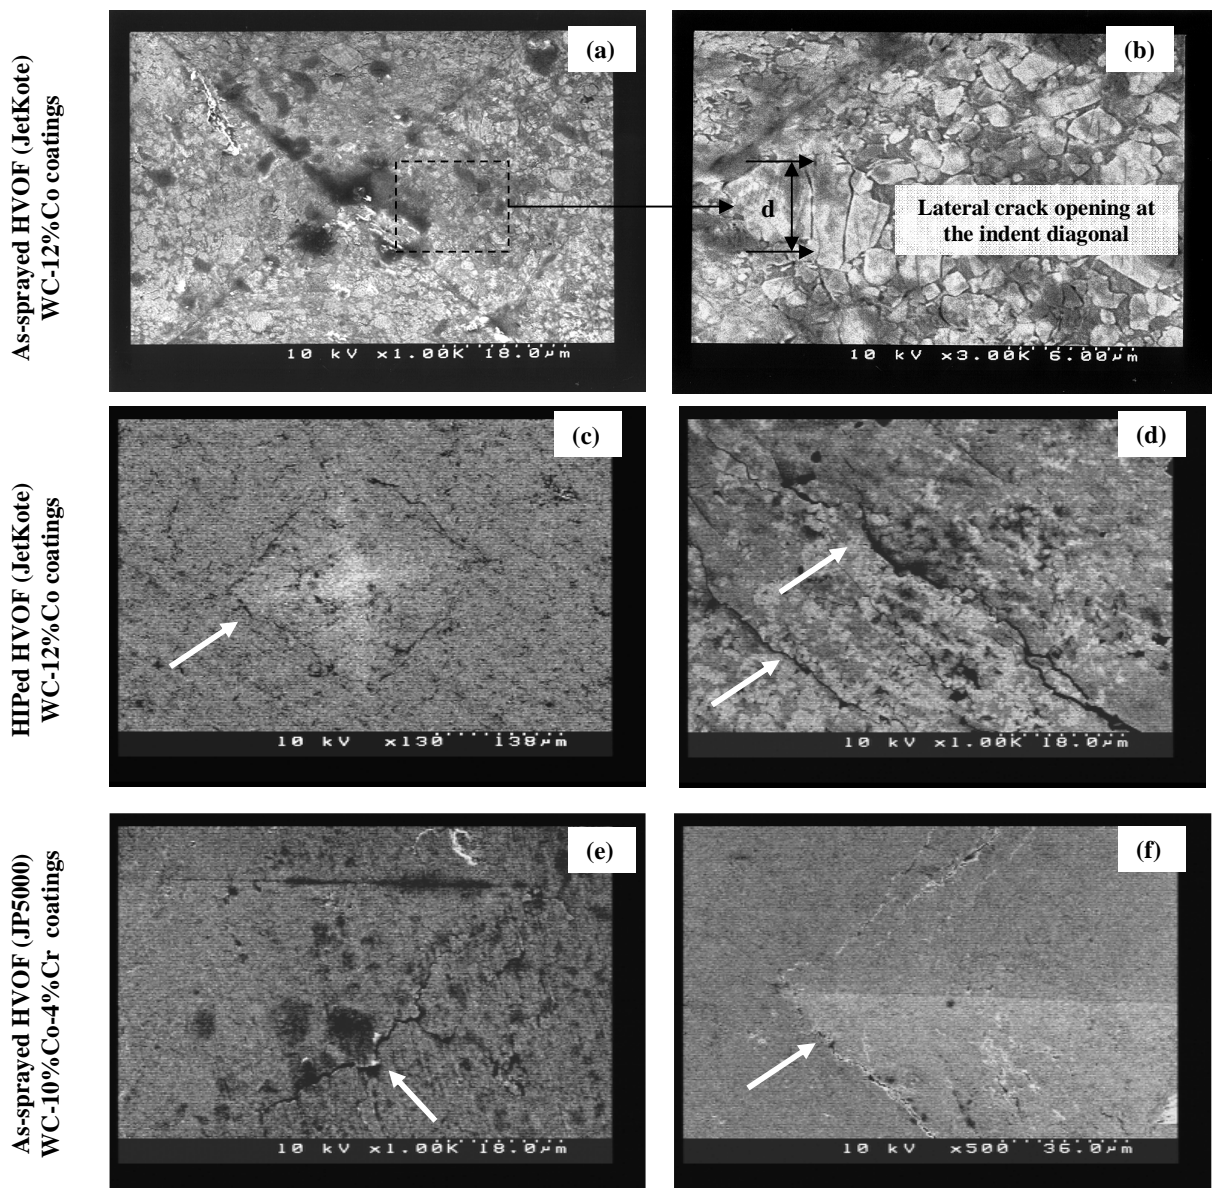 As-sprayed HVOF (JetKote)
WC-12%Co coatings
(a)
10 kV x1.00K 18.0µm
(b)
d
Lateral crack opening at
the indent diagonal
10 kV x3.00K 6.00µm
HIPed HVOF (JetKote)
WC-12%Co coatings
(c)
10 kV x130 138µm
(d)
10 kV x1.00K 18.0µm
As-sprayed HVOF (JP5000)
WC-10%Co-4%Cr coatings
(e)
10 kV x1.00K 18.0µm
(f)
10 kV x500 36.0µm